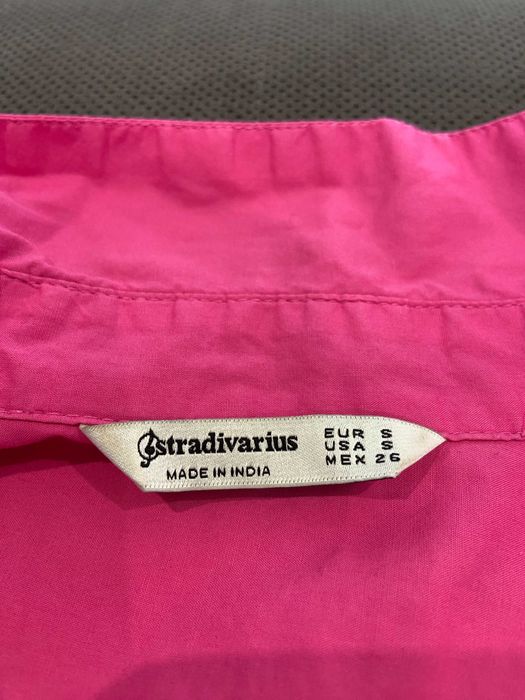 stradivarius
MADE IN INDIA
EUR S
USA S
MEX 26